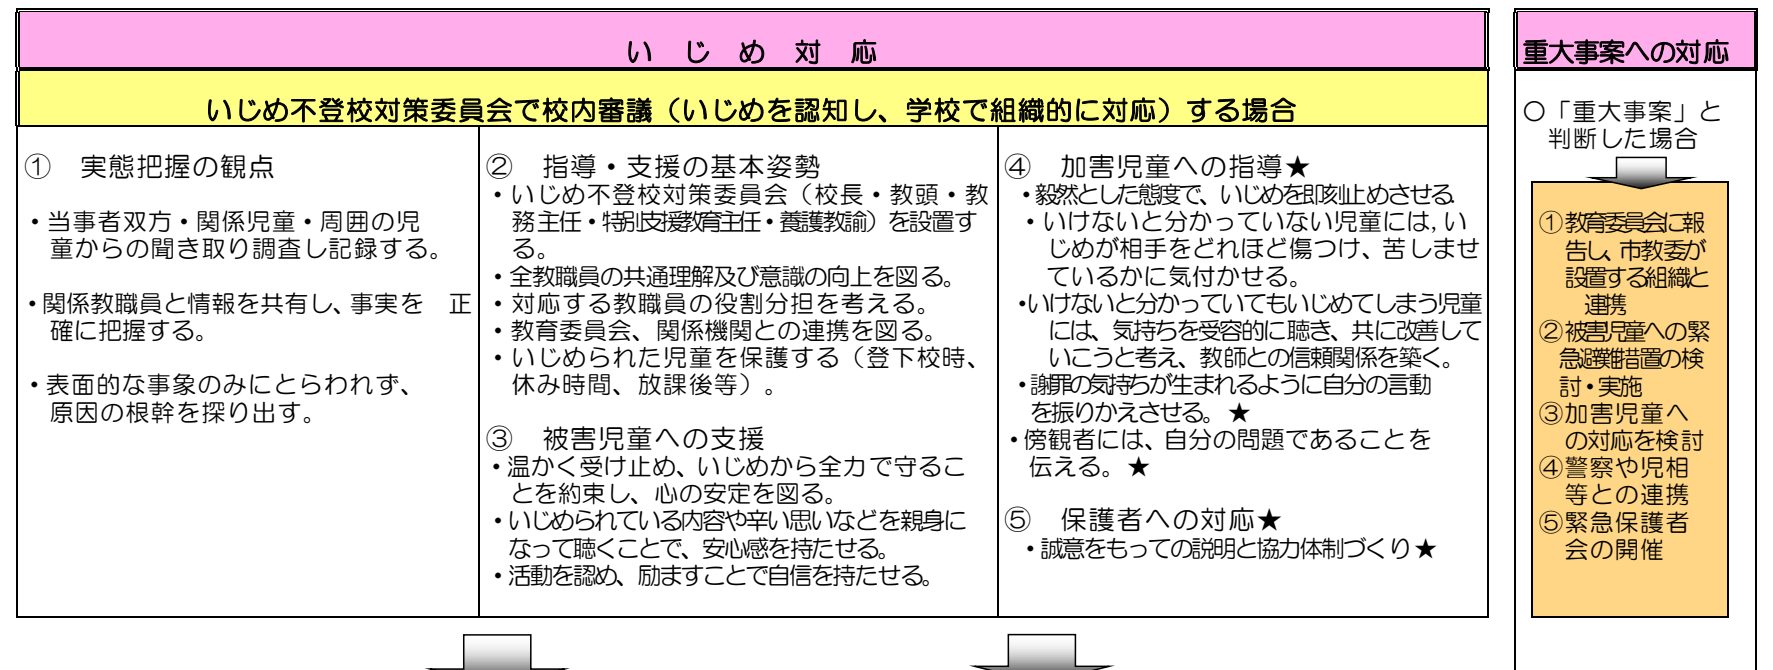 いじめ対応
いじめ不登校対策委員会で校内審議（いじめを認知し、学校で組織的に対応）する場合
① 実態把握の観点
・当事者双方・関係児童・周囲の児
童からの聞き取り調査し記録する。
・関係教職員と情報を共有し、事実を 正
確に把握する。
・表面的な事象のみにとらわれず、
原因の根幹を探り出す。
② 指導・支援の基本姿勢
・いじめ不登校対策委員会（校長・教頭・教
務主任・特別支援教育主任・養護教諭）を設置す
る。
・全教職員の共通理解及び意識の向上を図る。
・対応する教職員の役割分担を考える。
・教育委員会、関係機関との連携を図る。
・いじめられた児童を保護する（登下校時、
休み時間、放課後等）。
③ 被害児童への支援
・温かく受け止め、いじめから全力で守るこ
とを約束し、心の安定を図る。
・いじめられている内容や辛い思いなどを親身に
なって聴くことで、安心感を持たせる。
・活動を認め、励ますことで自信を持たせる。
④ 加害児童への指導★
・毅然とした態度で、いじめを即刻止めさせる
・いけないと分かっていない児童には,い
じめが相手をどれほど傷つけ、苦しませ
ているかに気付かせる。
・いけないと分かっていてもいじめてしまう児童
には、気持ちを受容的に聴き、共に改善して
いこうと考え、教師との信頼関係を築く。
・謝罪の気持ちが生まれるように自分の言動
を振りかえさせる。★
・傍観者には、自分の問題であることを
伝える。★
⑤ 保護者への対応★
・誠意をもっての説明と協力体制づくり★
重大事案への対応
○「重大事案」と
判断した場合
①教育委員会に報
告し、市教委が
設置する組織と
連携
②被害児童への緊
急避難措置の検
討・実施
③加害児童へ
の対応を検討
④警察や児相
等との連携
⑤緊急保護者
会の開催